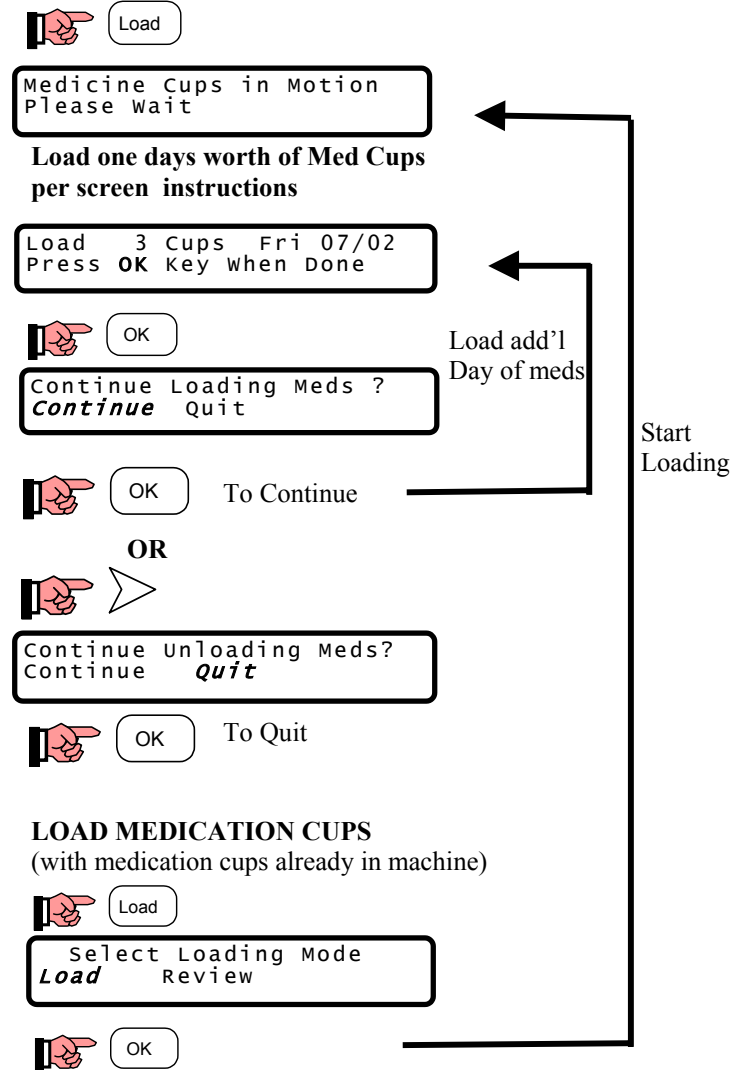 Load
Medicine Cups in Motion
Please Wait
Load one days worth of Med Cups
per screen instructions
Load 3 Cups Fri 07/02
Press OK Key When Done
OK
Load add’l
Day of meds
Continue Loading Meds ?
Continue Quit
Start
Loading
OK To Continue
OR
Continue Unloading Meds?
Continue Quit
OK To Quit
LOAD MEDICATION CUPS
(with medication cups already in machine)
Load
Select Loading Mode
Load Review
OK